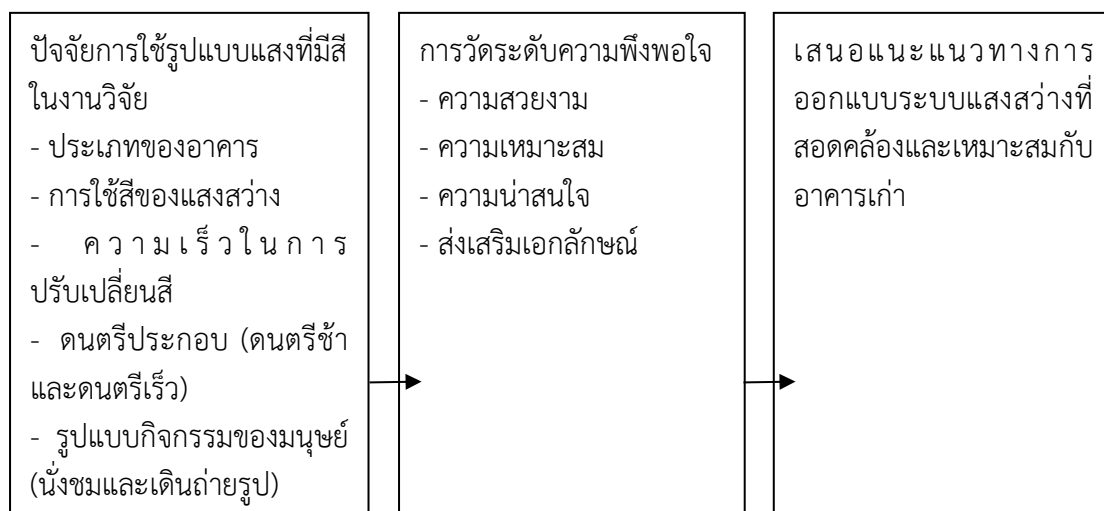 ปัจจัยการใช้รูปแบบแสงที่มีสี
ในงานวิจัย
- ประเภทของอาคาร
- การใช้สีของแสงสว่าง
- ความเร็วในการ
ปรับเปลี่ยนสี
- ดนตรีประกอบ (ดนตรีช้า
และดนตรีเร็ว)
- รูปแบบกิจกรรมของมนุษย์
(นั่งชมและเดินถ่ายรูป)
การวัดระดับความพึงพอใจ
- ความสวยงาม
- ความเหมาะสม
- ความน่าสนใจ
- ส่งเสริมเอกลักษณ์
เสนอแนะแนวทางการ
ออกแบบระบบแสงสว่างที่
สอดคล้องและเหมาะสมกับ
อาคารเก่า